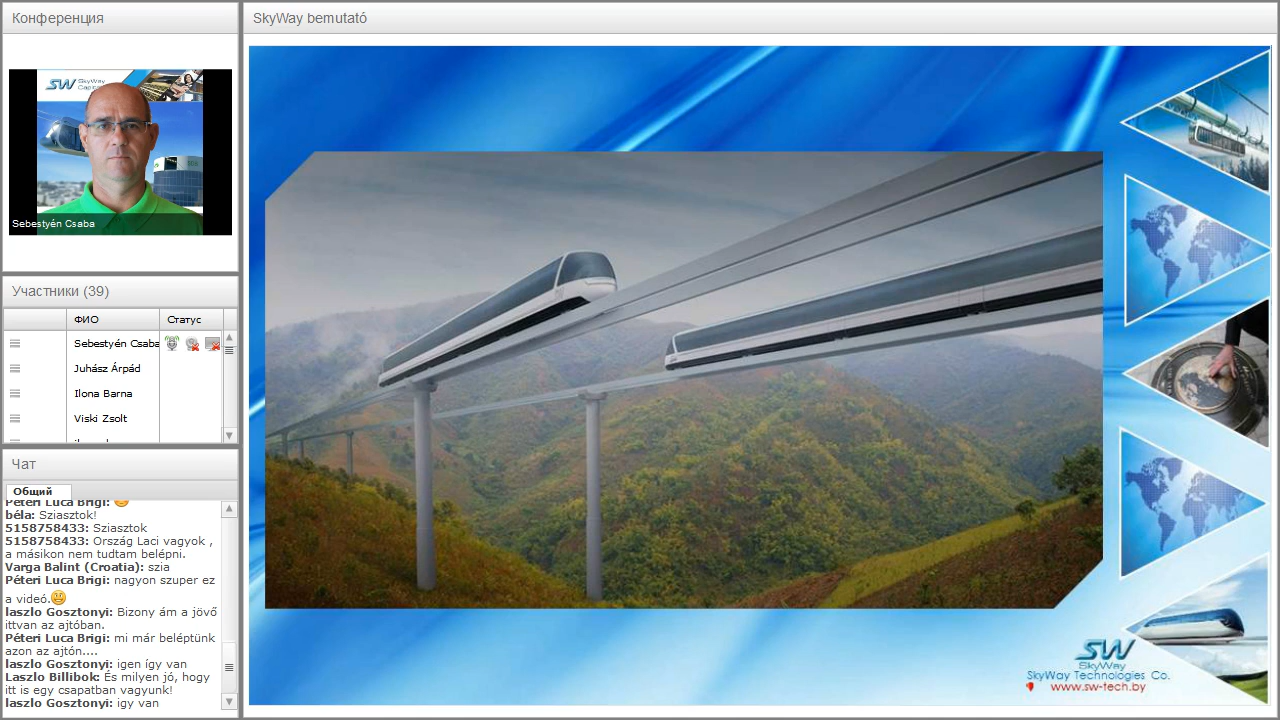 Конференция
SW SkyWay
Capital
Sebestyén Csaba
Участники (39)
ФИО Статус
Sebestyén Csaba
Juhász Árpád
Ilona Barna
Viski Zsolt
Чат
Общий
Péteri Luca Brigi:
béla: Sziasztok!
5158758433: Sziasztok
5158758433: Ország Laci vagyok ,
a másikon nem tudtam belépni.
Varga Balint (Croatia): szia
Péteri Luca Brigi: nagyon szuper ez
a videó.
laszlo Gosztonyi: Bizony ám a jövő
ittvan az ajtóban.
Péteri Luca Brigi: mi már beléptünk
azon az ajtón....
laszlo Gosztonyi: igen így van
Laszlo Billibok: És milyen jó, hogy
itt is egy csapatban vagyunk!
laszlo Gosztonyi: igy van
SkyWay bemutató
SW
SkyWay
SkyWay Technologies Co.
www.sw-tech.by